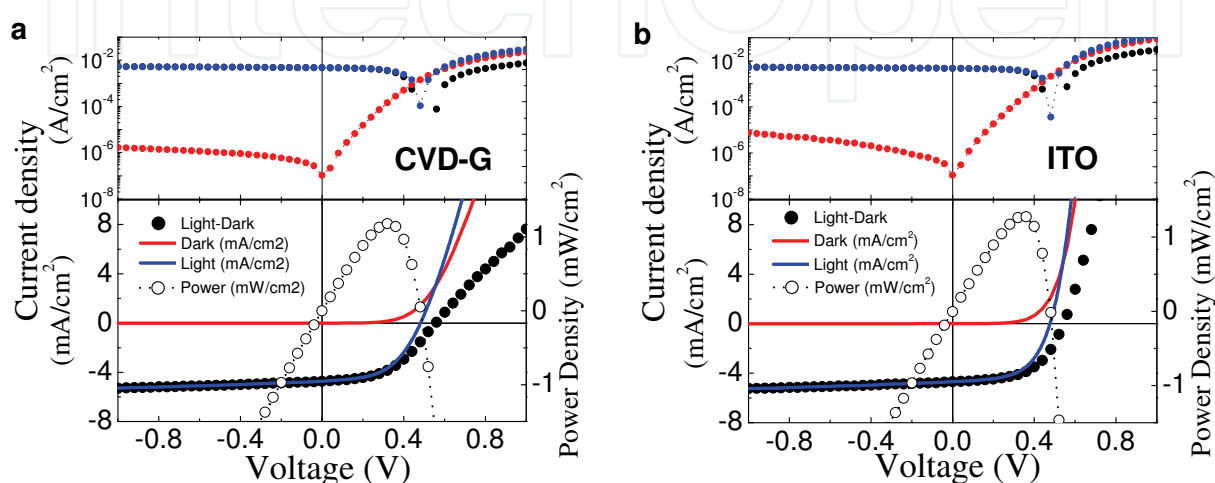 IntechOpen
a
10^-2
10^-4
10^-6
10^-8
CVD-G
Current density
(A/cm²)
(mA/cm²)
8
4
0
-4
-8
Light-Dark
Dark (mA/cm2)
Light (mA/cm2)
Power (mW/cm2)
1
0
-1
Power Density (mW/cm²)
-0.8 -0.4 0.0 0.4 0.8
Voltage (V)
b
10^-2
10^-4
10^-6
10^-8
ITO
Current density
(A/cm²)
(mA/cm²)
8
4
0
-4
-8
Light-Dark
Dark (mA/cm²)
Light (mA/cm²)
Power (mW/cm²)
1
0
-1
Power Density (mW/cm²)
-0.8 -0.4 0.0 0.4 0.8
Voltage (V)